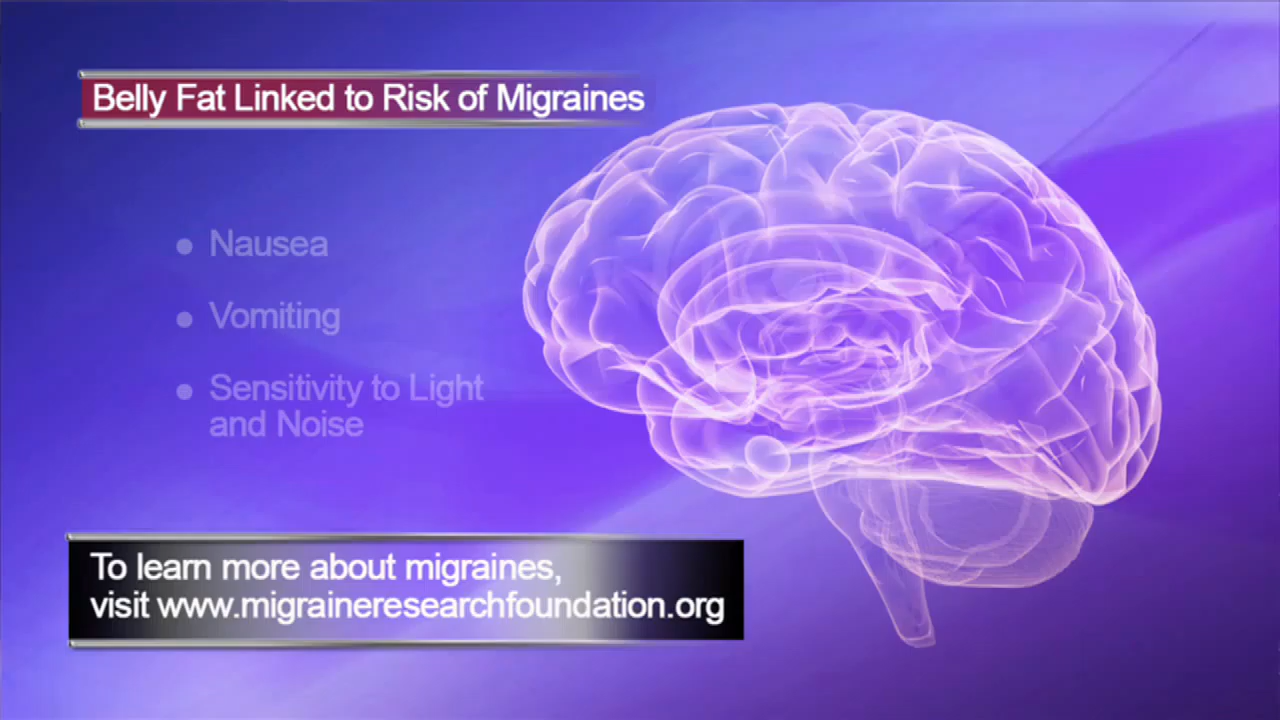 Belly Fat Linked to Risk of Migraines
• Nausea
• Vomiting
• Sensitivity to Light
and Noise
To learn more about migraines,
visit www.migraineresearchfoundation.org